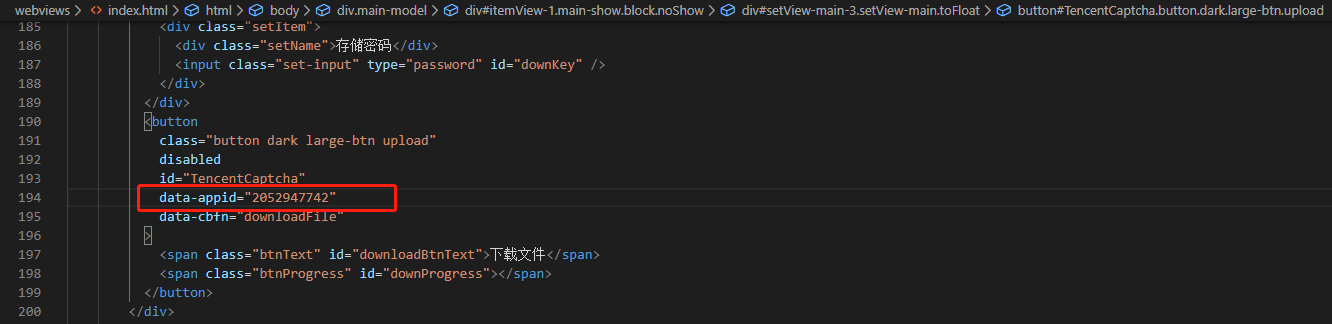 webviews > index.html > html > body > div.main-model > div#itemView-1.main-show.block.noShow > div#setView-main-3.setView-main.toFloat > button#TencentCaptcha.button.dark.large-btn.upload
185 <div class="setItem">
186 <div class="setName">存储密码</div>
187 <input class="set-input" type="password" id="downKey" />
188 </div>
189 </div>
190 <button
191 class="button dark large-btn upload"
192 disabled
193 id="TencentCaptcha"
194 data-appid="2052947742"
195 data-cbfn="downloadFile"
196 >
197 <span class="btnText" id="downloadBtnText">下载文件</span>
198 <span class="btnProgress" id="downProgress"></span>
199 </button>
200 </div>